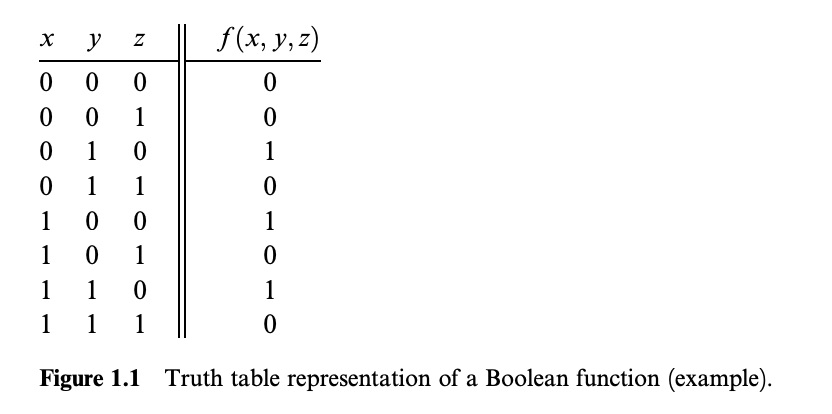 x y z f(x, y, z)
0 0 0 0
0 0 1 0
0 1 0 1
0 1 1 0
1 0 0 1
1 0 1 0
1 1 0 1
1 1 1 0
Figure 1.1 Truth table representation of a Boolean function (example).